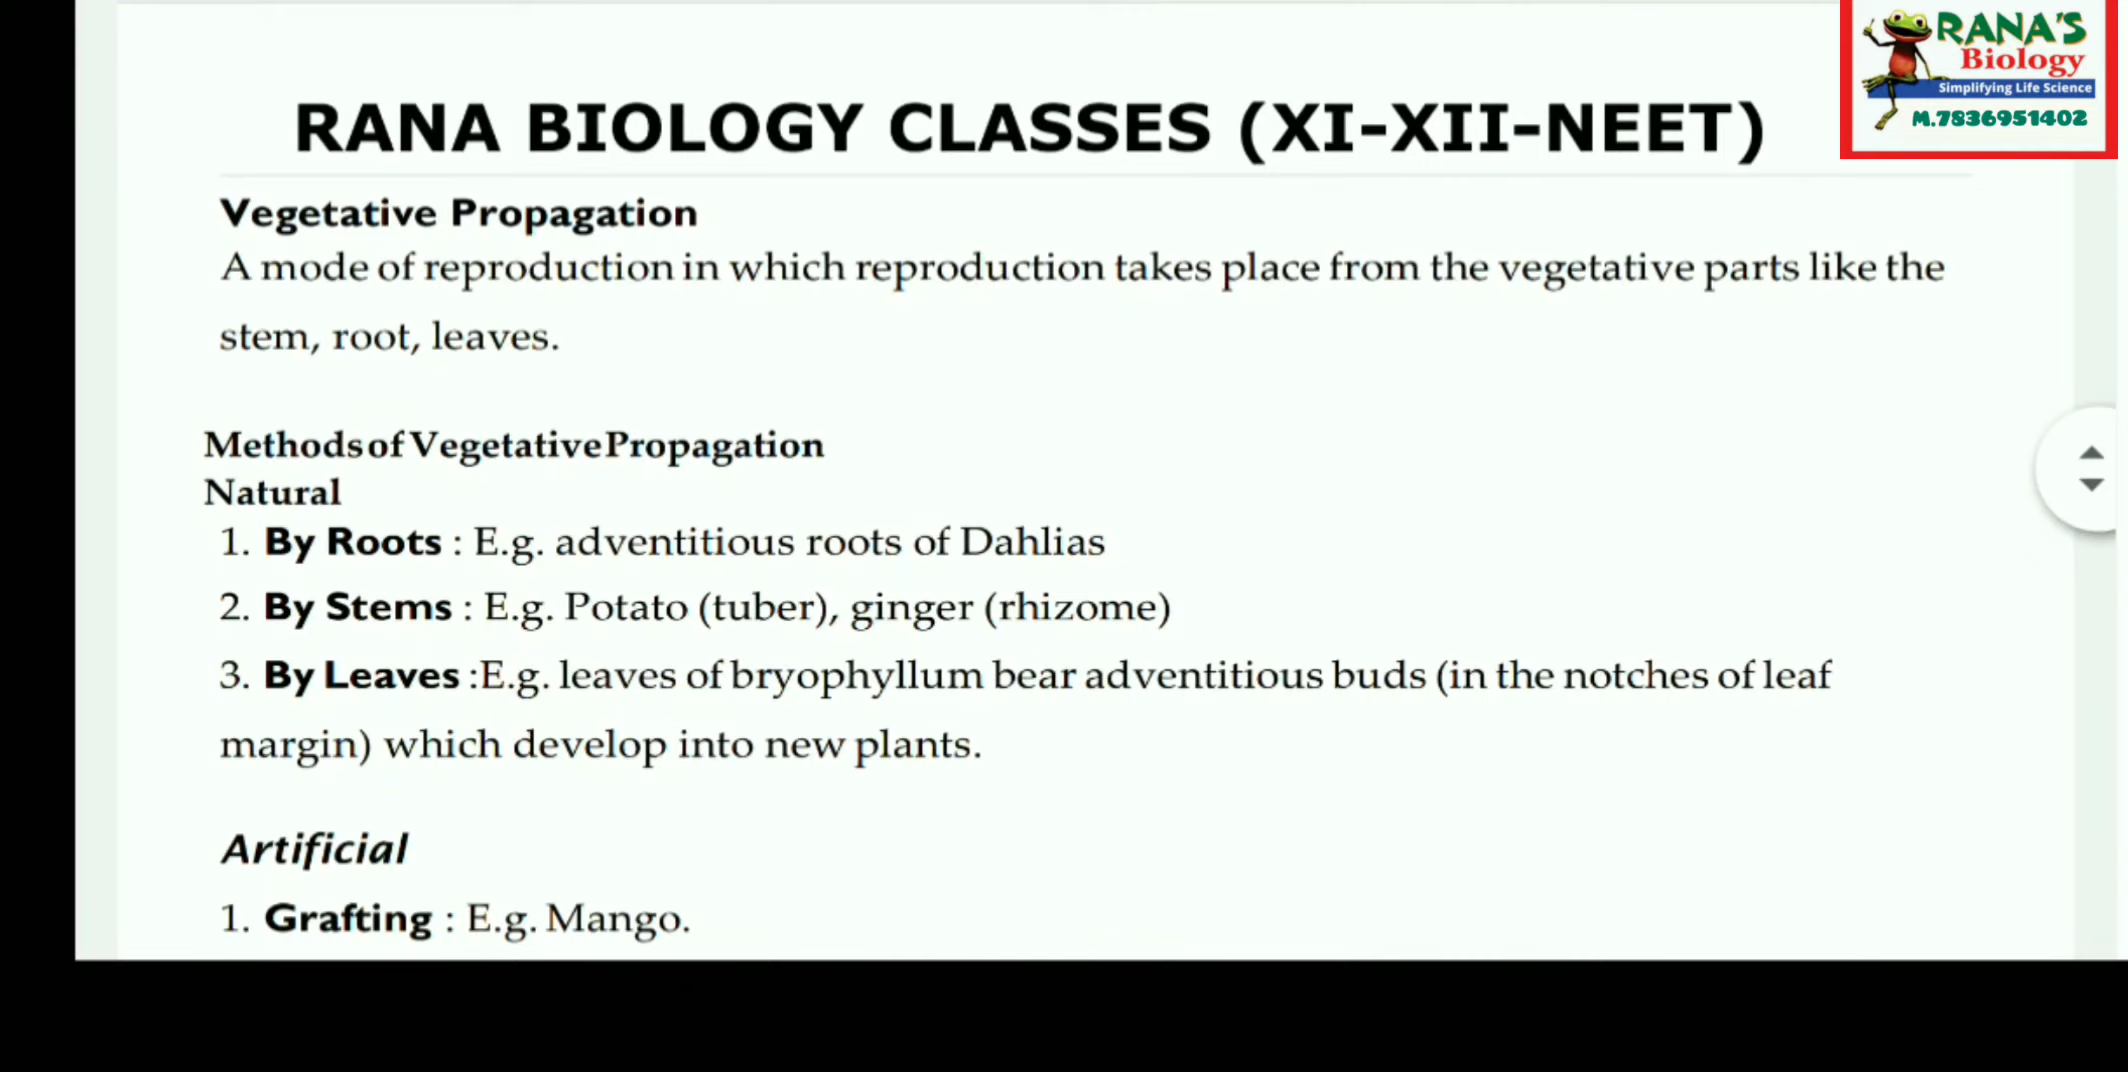 RANA'S
Biology
Simplifying Life Science
M.7836951402
RANA BIOLOGY CLASSES (XI-XII-NEET)
Vegetative Propagation
A mode of reproduction in which reproduction takes place from the vegetative parts like the
stem, root, leaves.
Methods of Vegetative Propagation
Natural
1. By Roots : E.g. adventitious roots of Dahlias
2. By Stems : E.g. Potato (tuber), ginger (rhizome)
3. By Leaves :E.g. leaves of bryophyllum bear adventitious buds (in the notches of leaf
margin) which develop into new plants.
Artificial
1. Grafting : E.g. Mango.